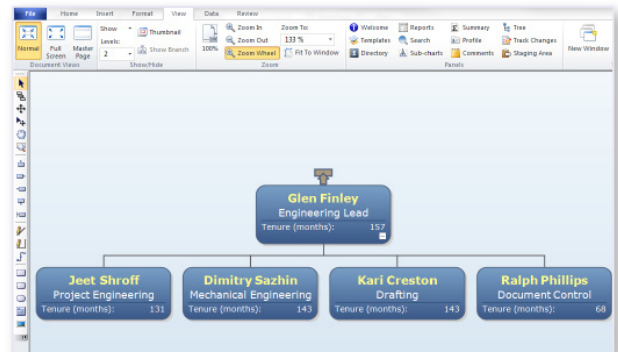 File Home Insert Format View Data Review
Show Thumbnail Zoom In Zoom To: Welcome Reports Summary Tree
Levels: Zoom Out 133 % Templates Search Profile Track Changes
Normal Full Screen Master Page 2 Show Branch 100% Zoom Wheel Fit To Window Directory Sub-charts Comments Staging Area New Window
Document Views Show/Hide Zoom Panels
Glen Finley
Engineering Lead
Tenure (months): 157
Jeet Shroff
Project Engineering
Tenure (months): 131
Dimitry Sazhin
Mechanical Engineering
Tenure (months): 143
Kari Creston
Drafting
Tenure (months): 143
Ralph Phillips
Document Control
Tenure (months): 68